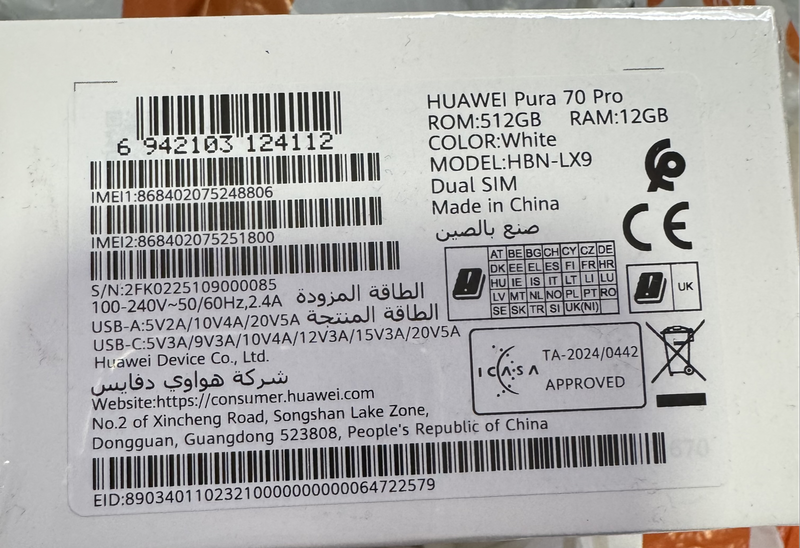 6 942103 124112
IMEI1:868402075248806
IMEI2:868402075251800
S/N:2FK0225109000085
100-240V~50/60Hz,2.4A الطاقة المزودة
USB-A:5V2A/10V4A/20V5A الطاقة المنتجة
USB-C:5V3A/9V3A/10V4A/12V3A/15V3A/20V5A
Huawei Device Co., Ltd.
شركة هواوي دفايس
Website:https://consumer.huawei.com
No.2 of Xincheng Road, Songshan Lake Zone,
Dongguan, Guangdong 523808, People's Republic of China
EID:89034011023210000000000064722579
HUAWEI Pura 70 Pro
ROM:512GB RAM:12GB
COLOR:White
MODEL:HBN-LX9
Dual SIM
Made in China
صنع بالصين
CE
AT BE BG CH CY CZ DE
DK EE EL ES FI FR HR
HU IE IS IT LT LI LU
LV MT NL NO PL PT RO
SE SK TR SI UK(NI)
UK
ICASA
TA-2024/0442
APPROVED
670